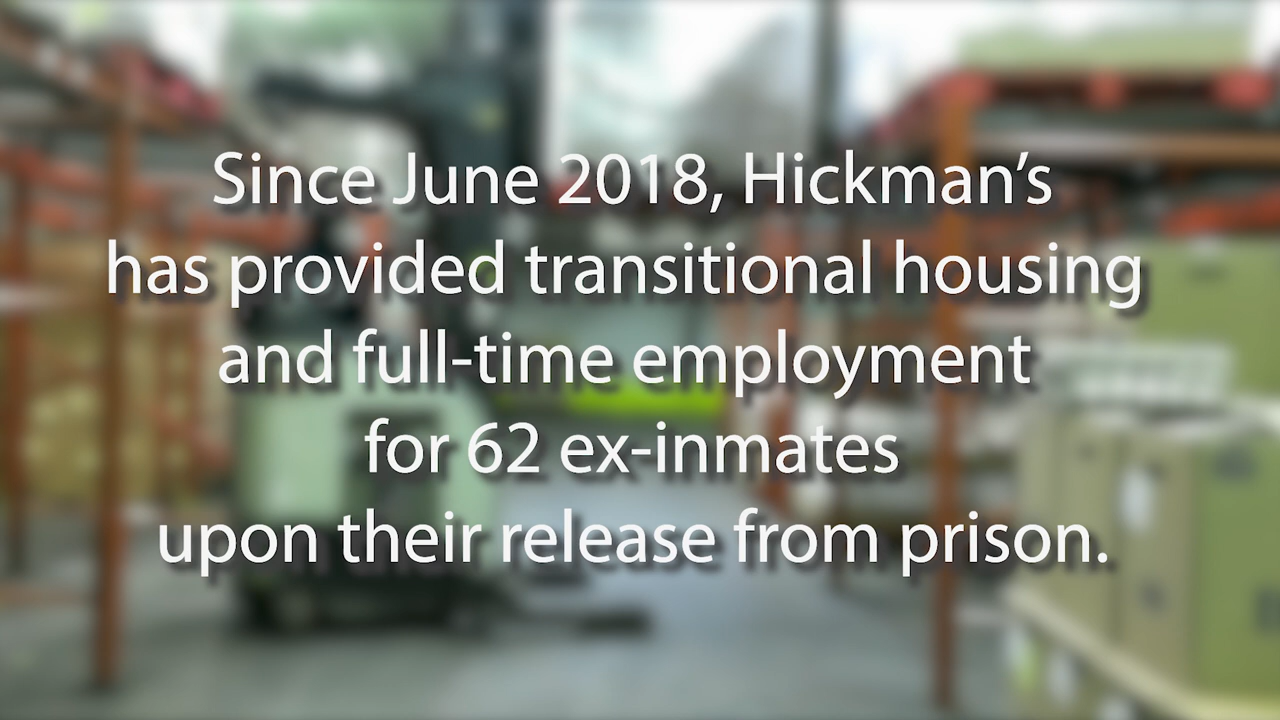 Since June 2018, Hickman’s
has provided transitional housing
and full-time employment
for 62 ex-inmates
upon their release from prison.